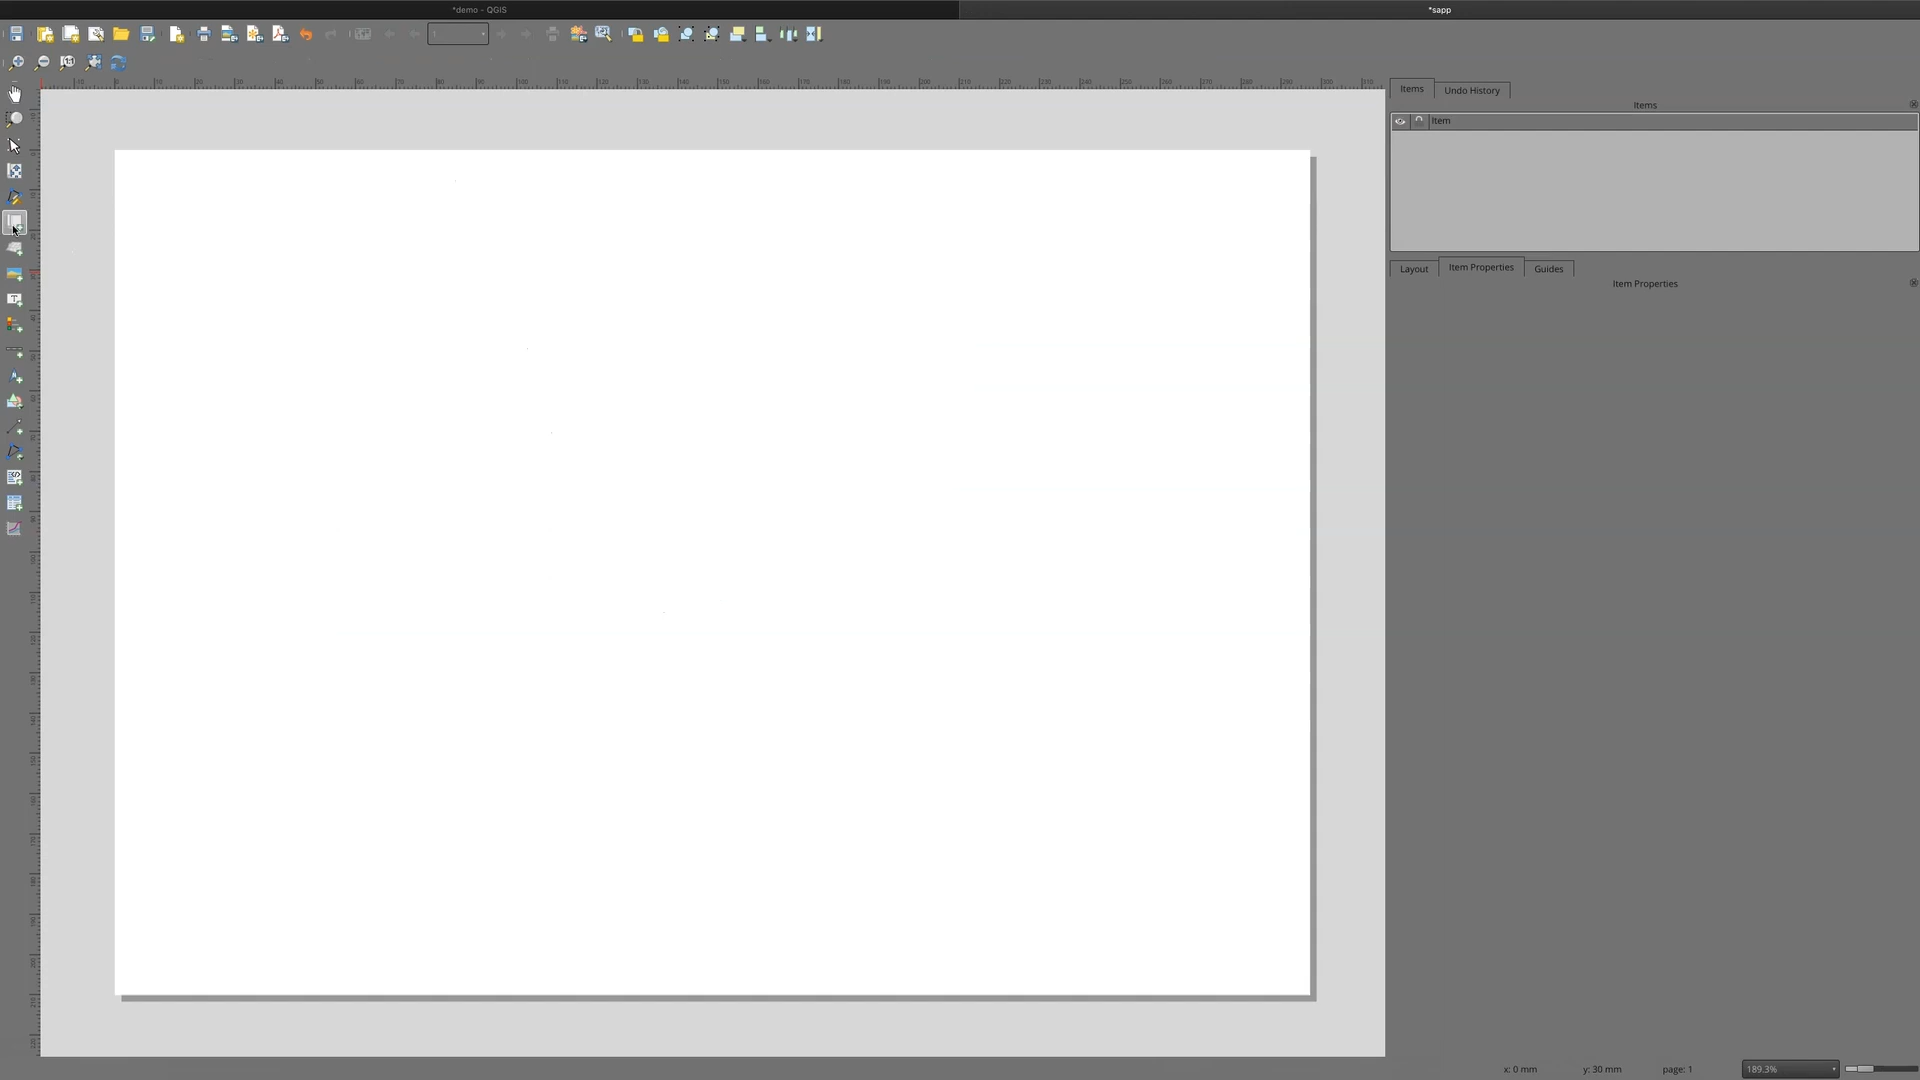 *demo - QGIS
*sapp
Items
Undo History
Items
Item
Layout
Item Properties
Guides
Item Properties
x: 0 mm
y: 30 mm
page: 1
189.3%